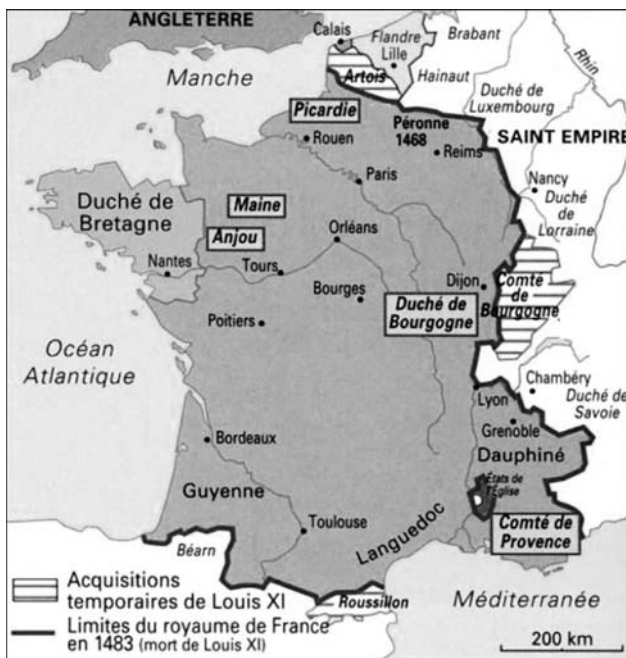 ANGLETERRE
Calais
Flandre
Lille
Brabant
Rhin
Manche
Artois
Hainaut
Duché de
Luxembourg
Picardie
Péronne
1468
SAINT EMPIRE
Rouen
Reims
Paris
Nancy
Duché de
Bretagne
Maine
Duché
de
Lorraine
Anjou
Orléans
Nantes
Tours
Dijon
Comté
de
Bourgogne
Bourges
Duché de
Bourgogne
Poitiers
Océan
Atlantique
Chambéry
Lyon
Duché de
Savoie
Grenoble
Dauphiné
Bordeaux
États de
l'Église
Guyenne
Toulouse
Languedoc
Comté de
Provence
Béarn
Roussillon
Méditerranée
Acquisitions
temporaires de Louis XI
Limites du royaume de France
en 1483 (mort de Louis XI)
200 km